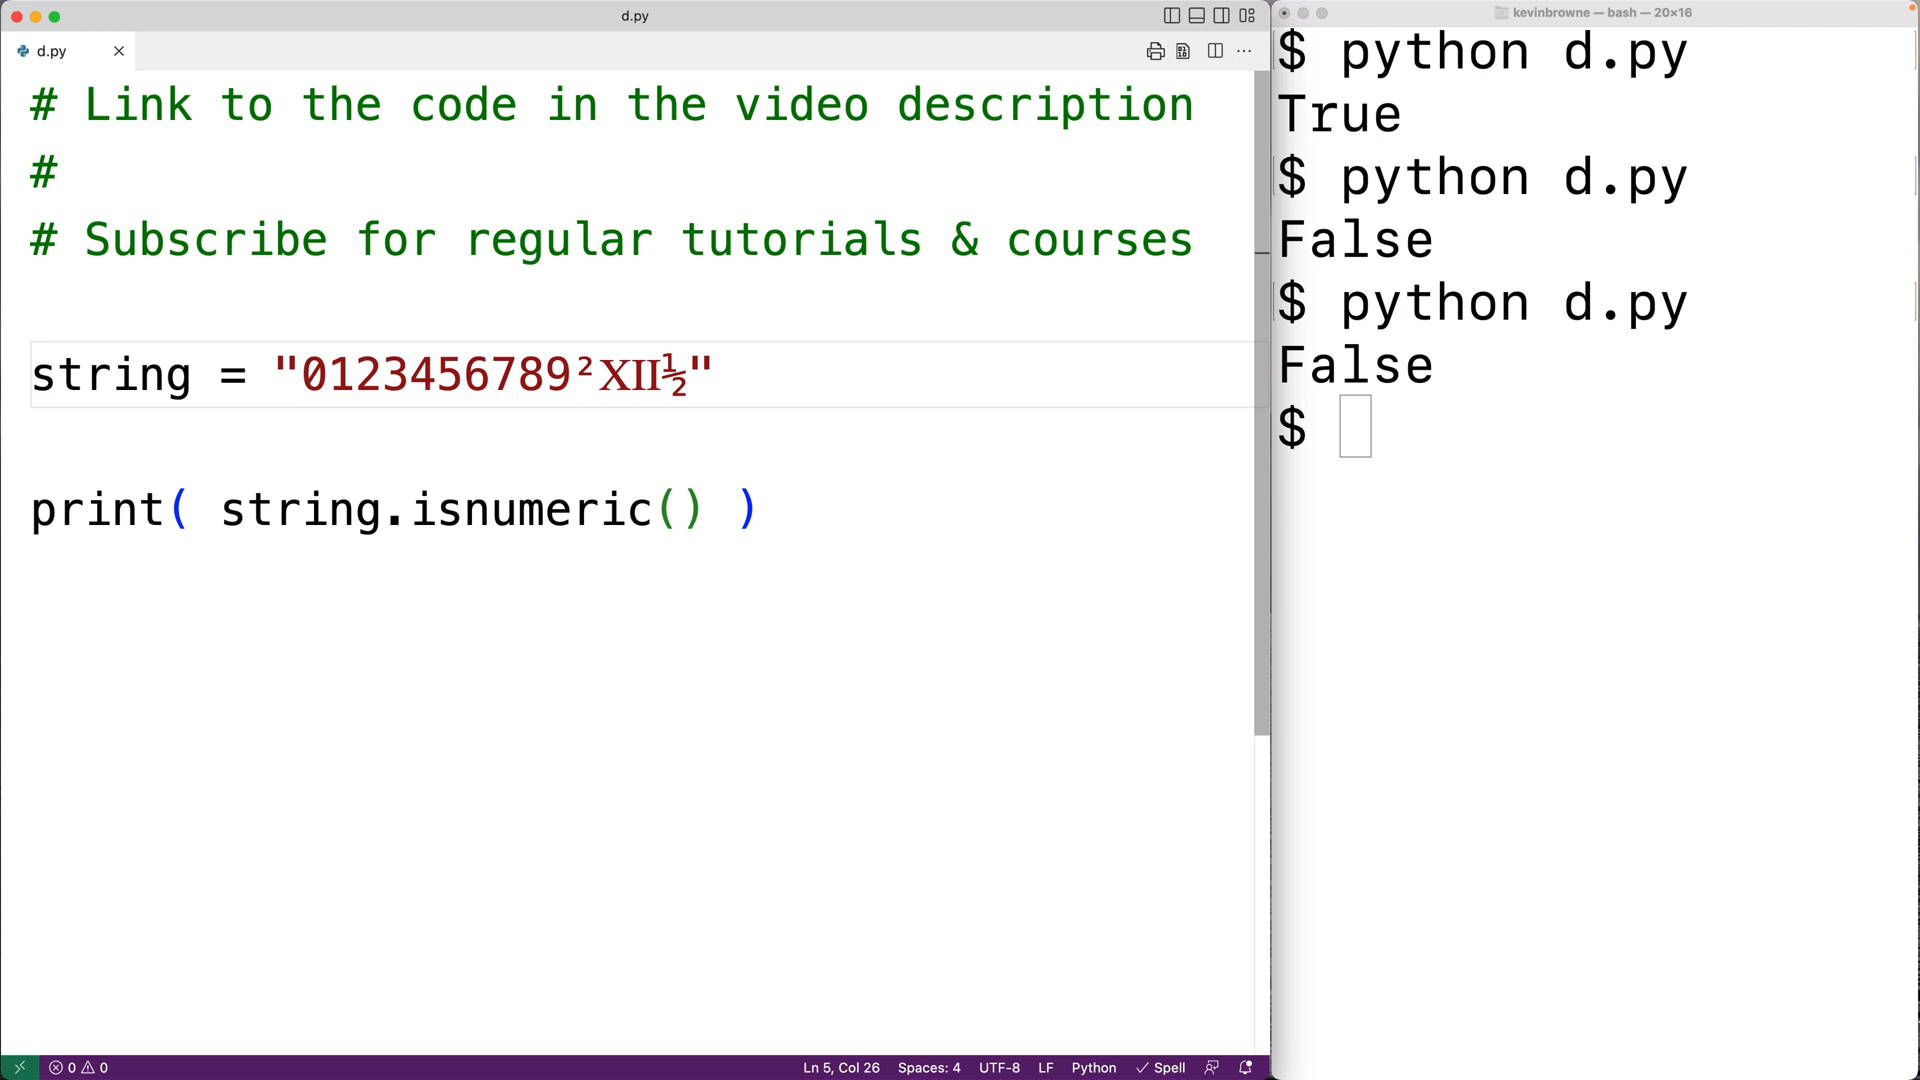 d.py
d.py
# Link to the code in the video description
#
# Subscribe for regular tutorials & courses
string = "0123456789²Ⅻ½"
print( string.isnumeric() )
0 0
Ln 5, Col 26 Spaces: 4 UTF-8 LF Python Spell
kevinbrowne — bash — 20×16
$ python d.py
True
$ python d.py
False
$ python d.py
False
$